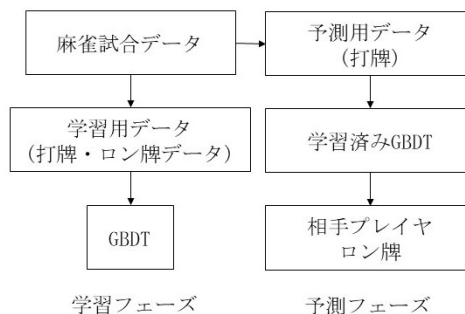 麻雀試合データ
学習用データ
(打牌・ロン牌データ)
GBDT
学習フェーズ
予測用データ
(打牌)
学習済みGBDT
相手プレイヤ
ロン牌
予測フェーズ